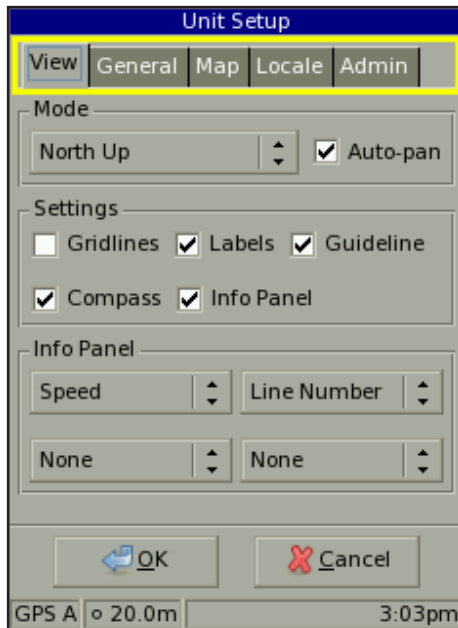 Unit Setup
View General Map Locale Admin
Mode
North Up Auto-pan
Settings
Gridlines Labels Guideline
Compass Info Panel
Info Panel
Speed Line Number
None None
OK Cancel
GPS A 20.0m 3:03pm